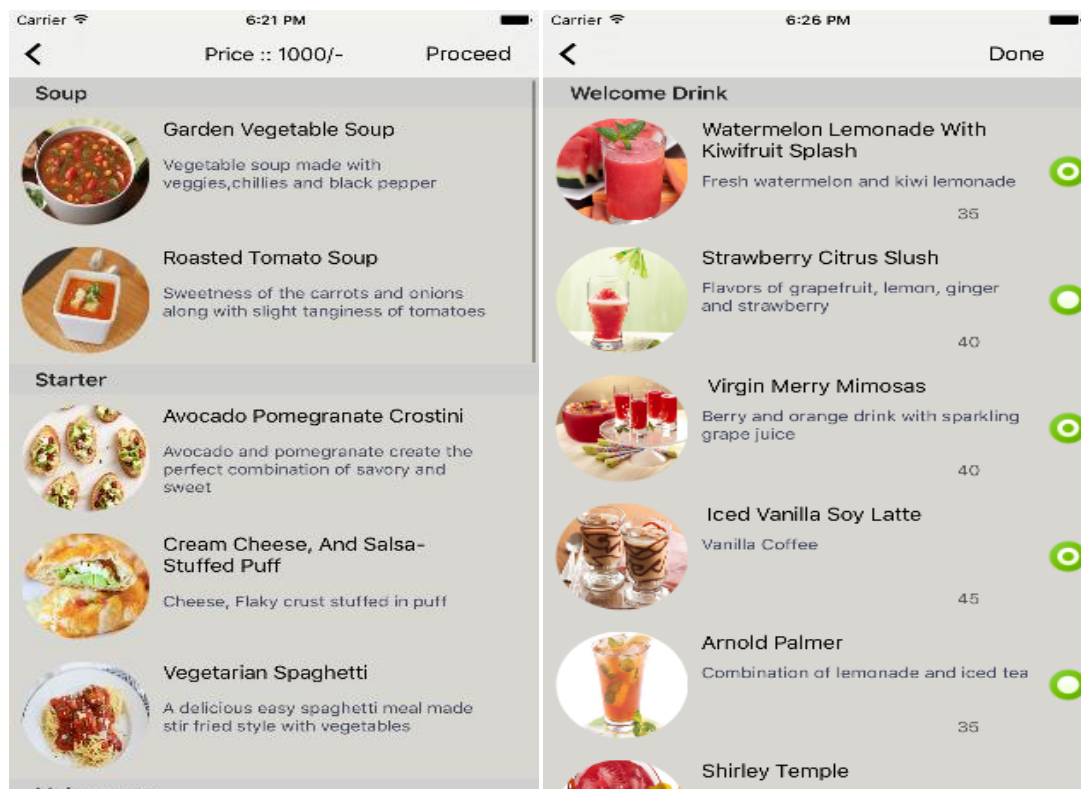 Carrier
6:21 PM
Price :: 1000/-
Proceed
Soup
Garden Vegetable Soup
Vegetable soup made with
veggies,chillies and black pepper
Roasted Tomato Soup
Sweetness of the carrots and onions
along with slight tanginess of tomatoes
Starter
Avocado Pomegranate Crostini
Avocado and pomegranate create the
perfect combination of savory and
sweet
Cream Cheese, And Salsa-
Stuffed Puff
Cheese, Flaky crust stuffed in puff
Vegetarian Spaghetti
A delicious easy spaghetti meal made
stir fried style with vegetables
Carrier
6:26 PM
Done
Welcome Drink
Watermelon Lemonade With
Kiwifruit Splash
Fresh watermelon and kiwi lemonade
35
Strawberry Citrus Slush
Flavors of grapefruit, lemon, ginger
and strawberry
40
Virgin Merry Mimosas
Berry and orange drink with sparkling
grape juice
40
Iced Vanilla Soy Latte
Vanilla Coffee
45
Arnold Palmer
Combination of lemonade and iced tea
35
Shirley Temple